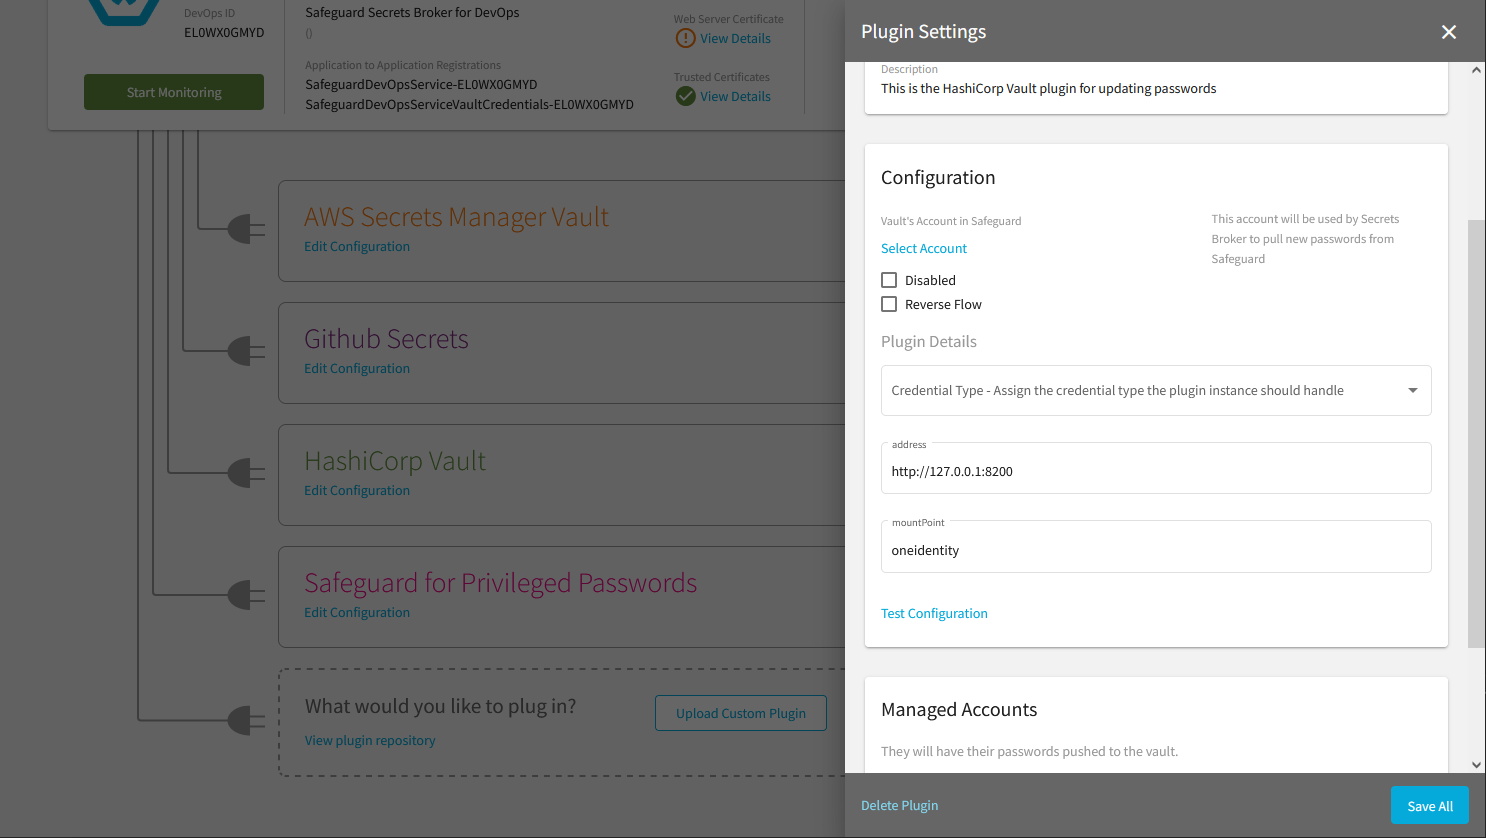 DevOps ID
EL0WX0GMYD
Start Monitoring
Safeguard Secrets Broker for DevOps
()
Application to Application Registrations
SafeguardDevOpsService-EL0WX0GMYD
SafeguardDevOpsServiceVaultCredentials-EL0WX0GMYD
Web Server Certificate
View Details
Trusted Certificates
View Details
AWS Secrets Manager Vault
Edit Configuration
Github Secrets
Edit Configuration
HashiCorp Vault
Edit Configuration
Safeguard for Privileged Passwords
Edit Configuration
What would you like to plug in?
View plugin repository
Upload Custom Plugin
Plugin Settings
Description
This is the HashiCorp Vault plugin for updating passwords
Configuration
Vault's Account in Safeguard
Select Account
This account will be used by Secrets
Broker to pull new passwords from
Safeguard
Disabled
Reverse Flow
Plugin Details
Credential Type - Assign the credential type the plugin instance should handle
address
http://127.0.0.1:8200
mountPoint
oneidentity
Test Configuration
Managed Accounts
They will have their passwords pushed to the vault.
Delete Plugin
Save All